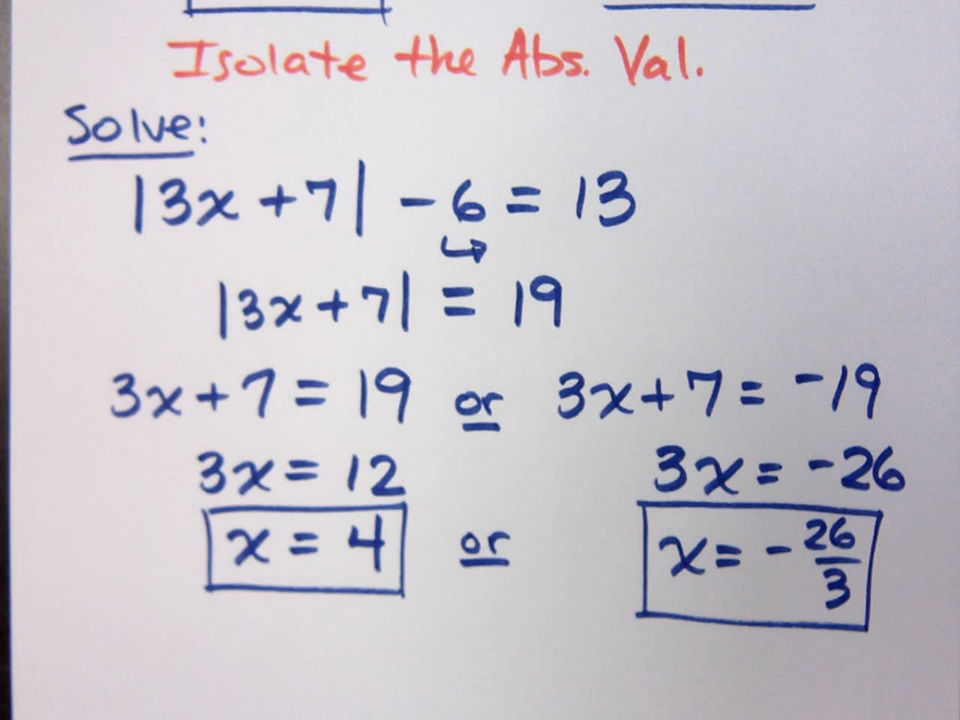 Isolate the Abs. Val.
Solve:
|3x + 7| - 6 = 13
|3x + 7| = 19
3x + 7 = 19 or 3x + 7 = -19
3x = 12 3x = -26
x = 4 or x = - 26/3